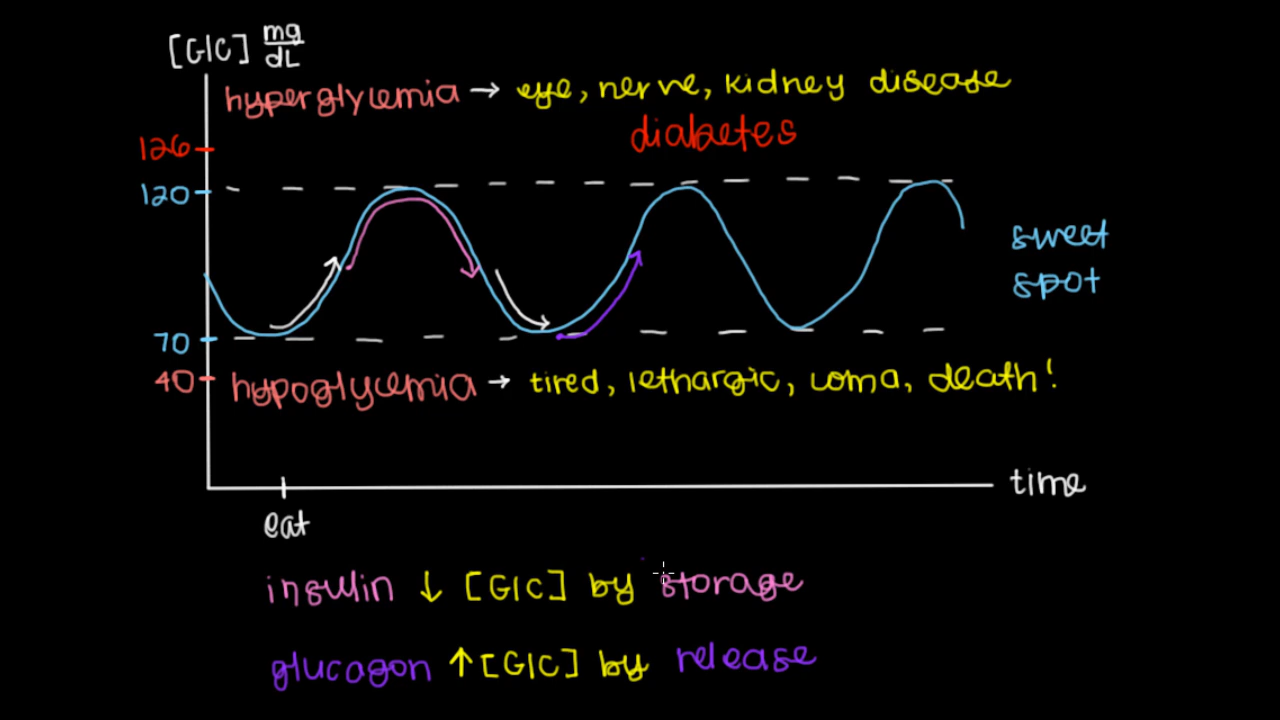 [Glc] mg/dL
hyperglycemia → eye, nerve, kidney disease
126
diabetes
120
sweet
spot
70
40 hypoglycemia → tired, lethargic, coma, death!
time
eat
insulin ↓ [Glc] by storage
glucagon ↑ [Glc] by release